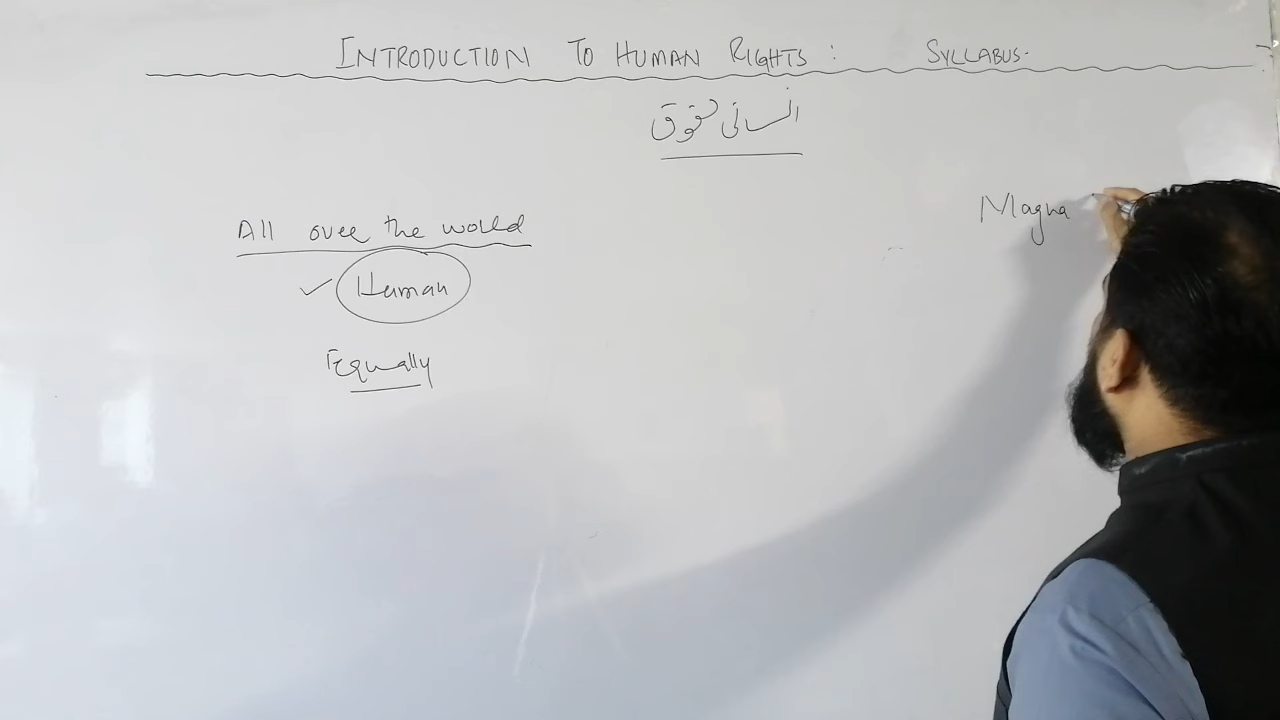 INTRODUCTION TO HUMAN RIGHTS: SYLLABUS.
انسانی حقوق
Magna
All over the world
✓ Human
Equally